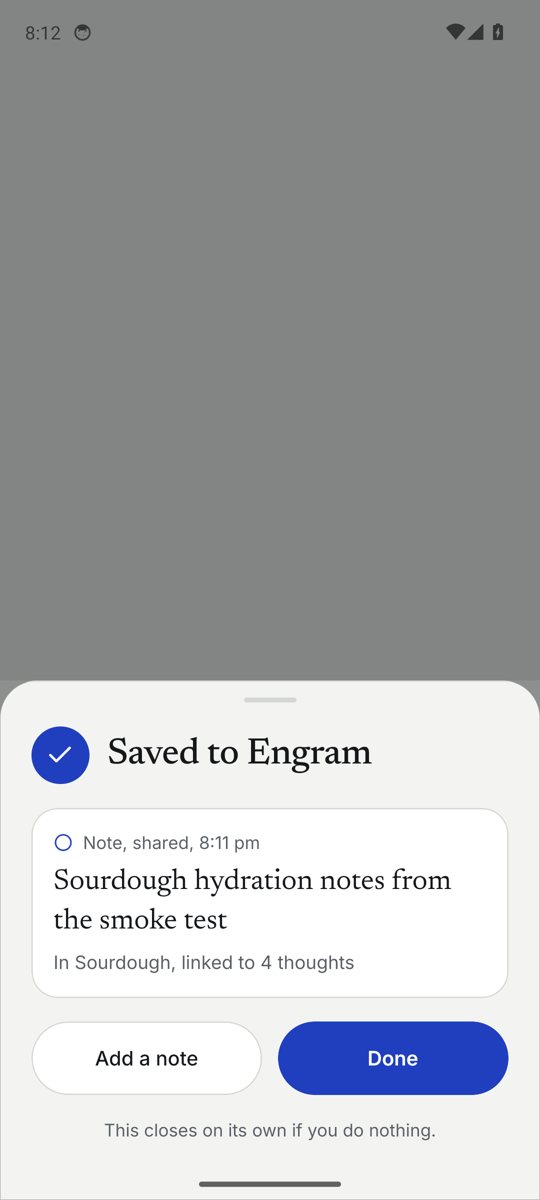 8:12
Saved to Engram
Note, shared, 8:11 pm
Sourdough hydration notes from
the smoke test
In Sourdough, linked to 4 thoughts
Add a note
Done
This closes on its own if you do nothing.